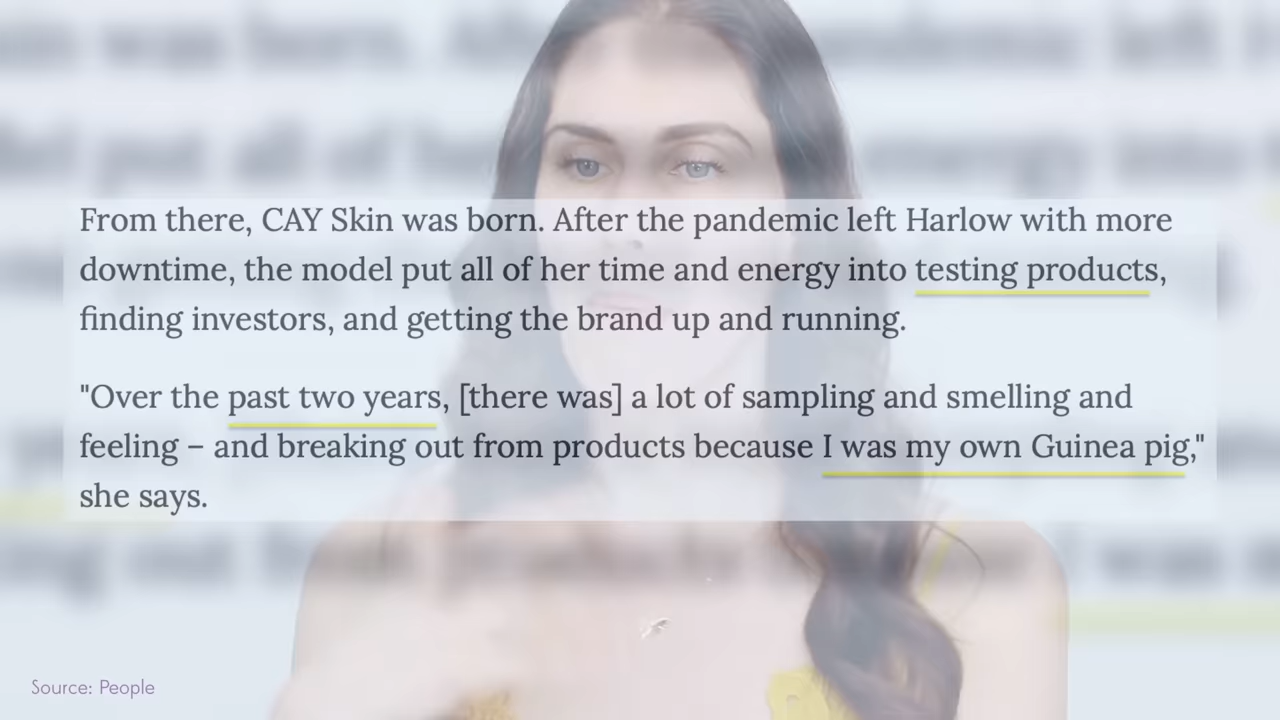 From there, CAY Skin was born. After the pandemic left Harlow with more
downtime, the model put all of her time and energy into testing products,
finding investors, and getting the brand up and running.
"Over the past two years, [there was] a lot of sampling and smelling and
feeling – and breaking out from products because I was my own Guinea pig,"
she says.
Source: People